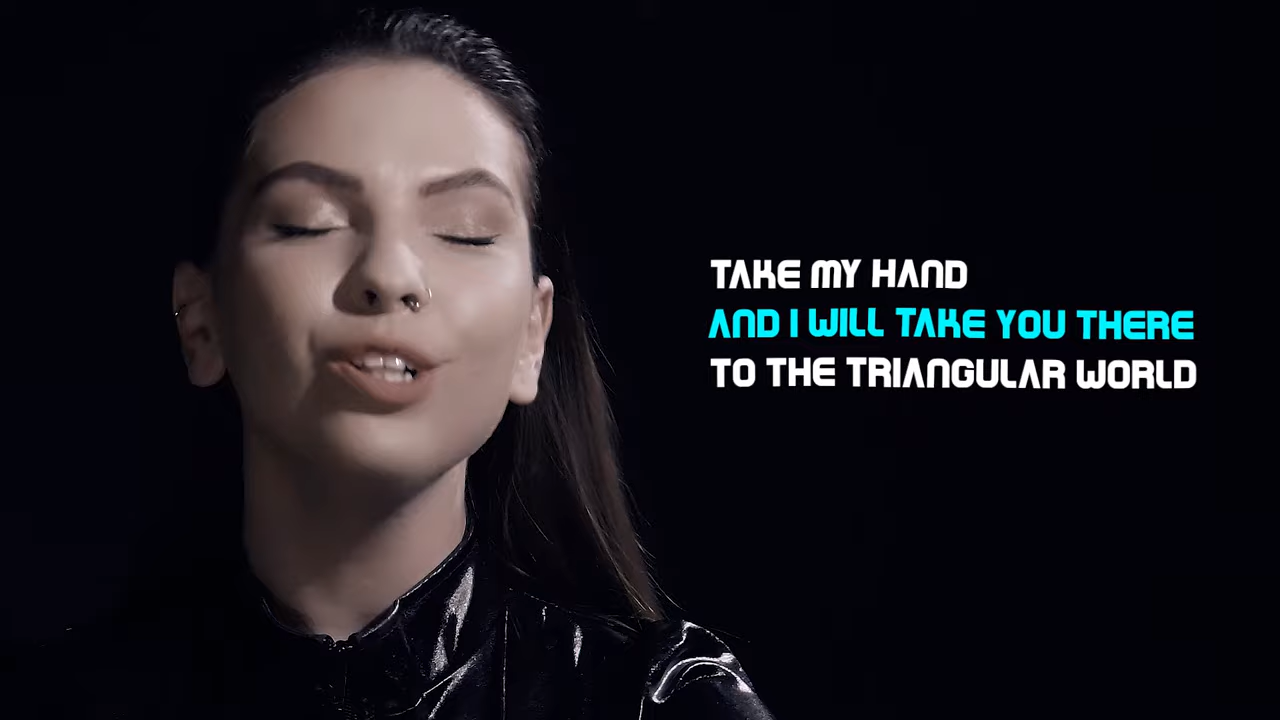 TAKE MY HAND
AND I WILL TAKE YOU THERE
TO THE TRIANGULAR WORLD